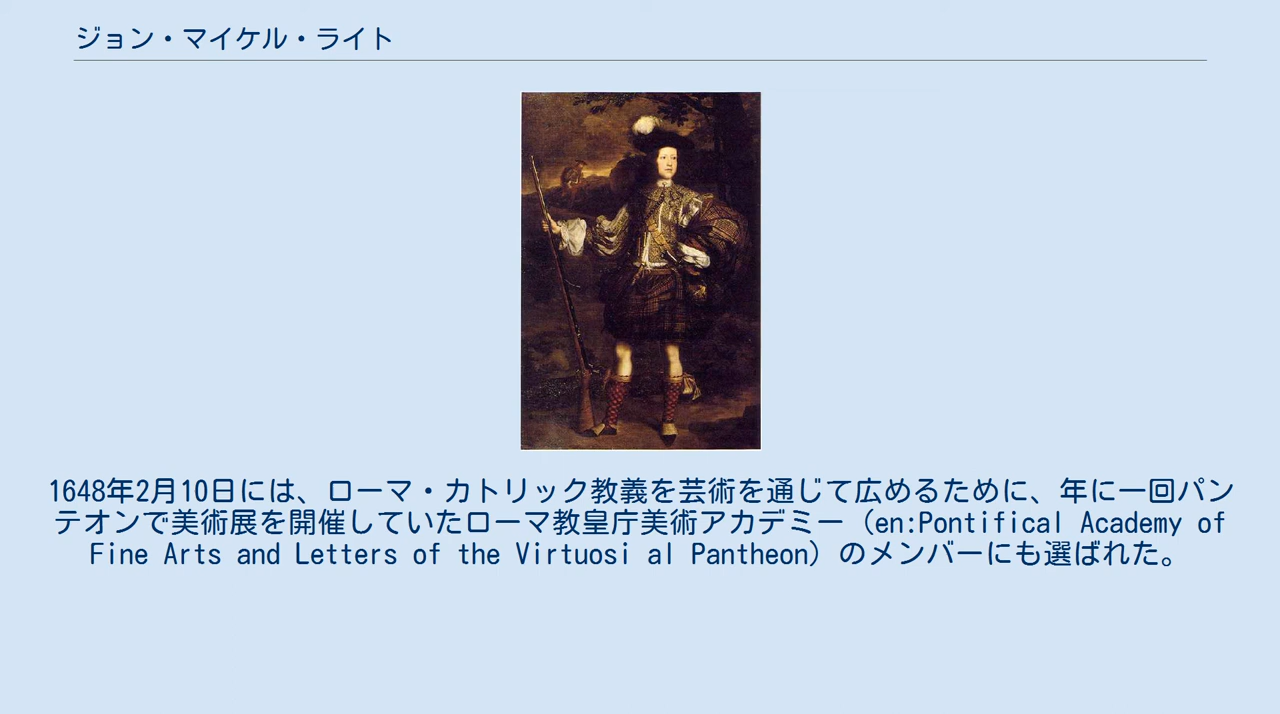 ジョン・マイケル・ライト
1648年2月10日には、ローマ・カトリック教義を芸術を通じて広めるために、年に一回パン
テオンで美術展を開催していたローマ教皇庁美術アカデミー（en:Pontifical Academy of
Fine Arts and Letters of the Virtuosi al Pantheon）のメンバーにも選ばれた。